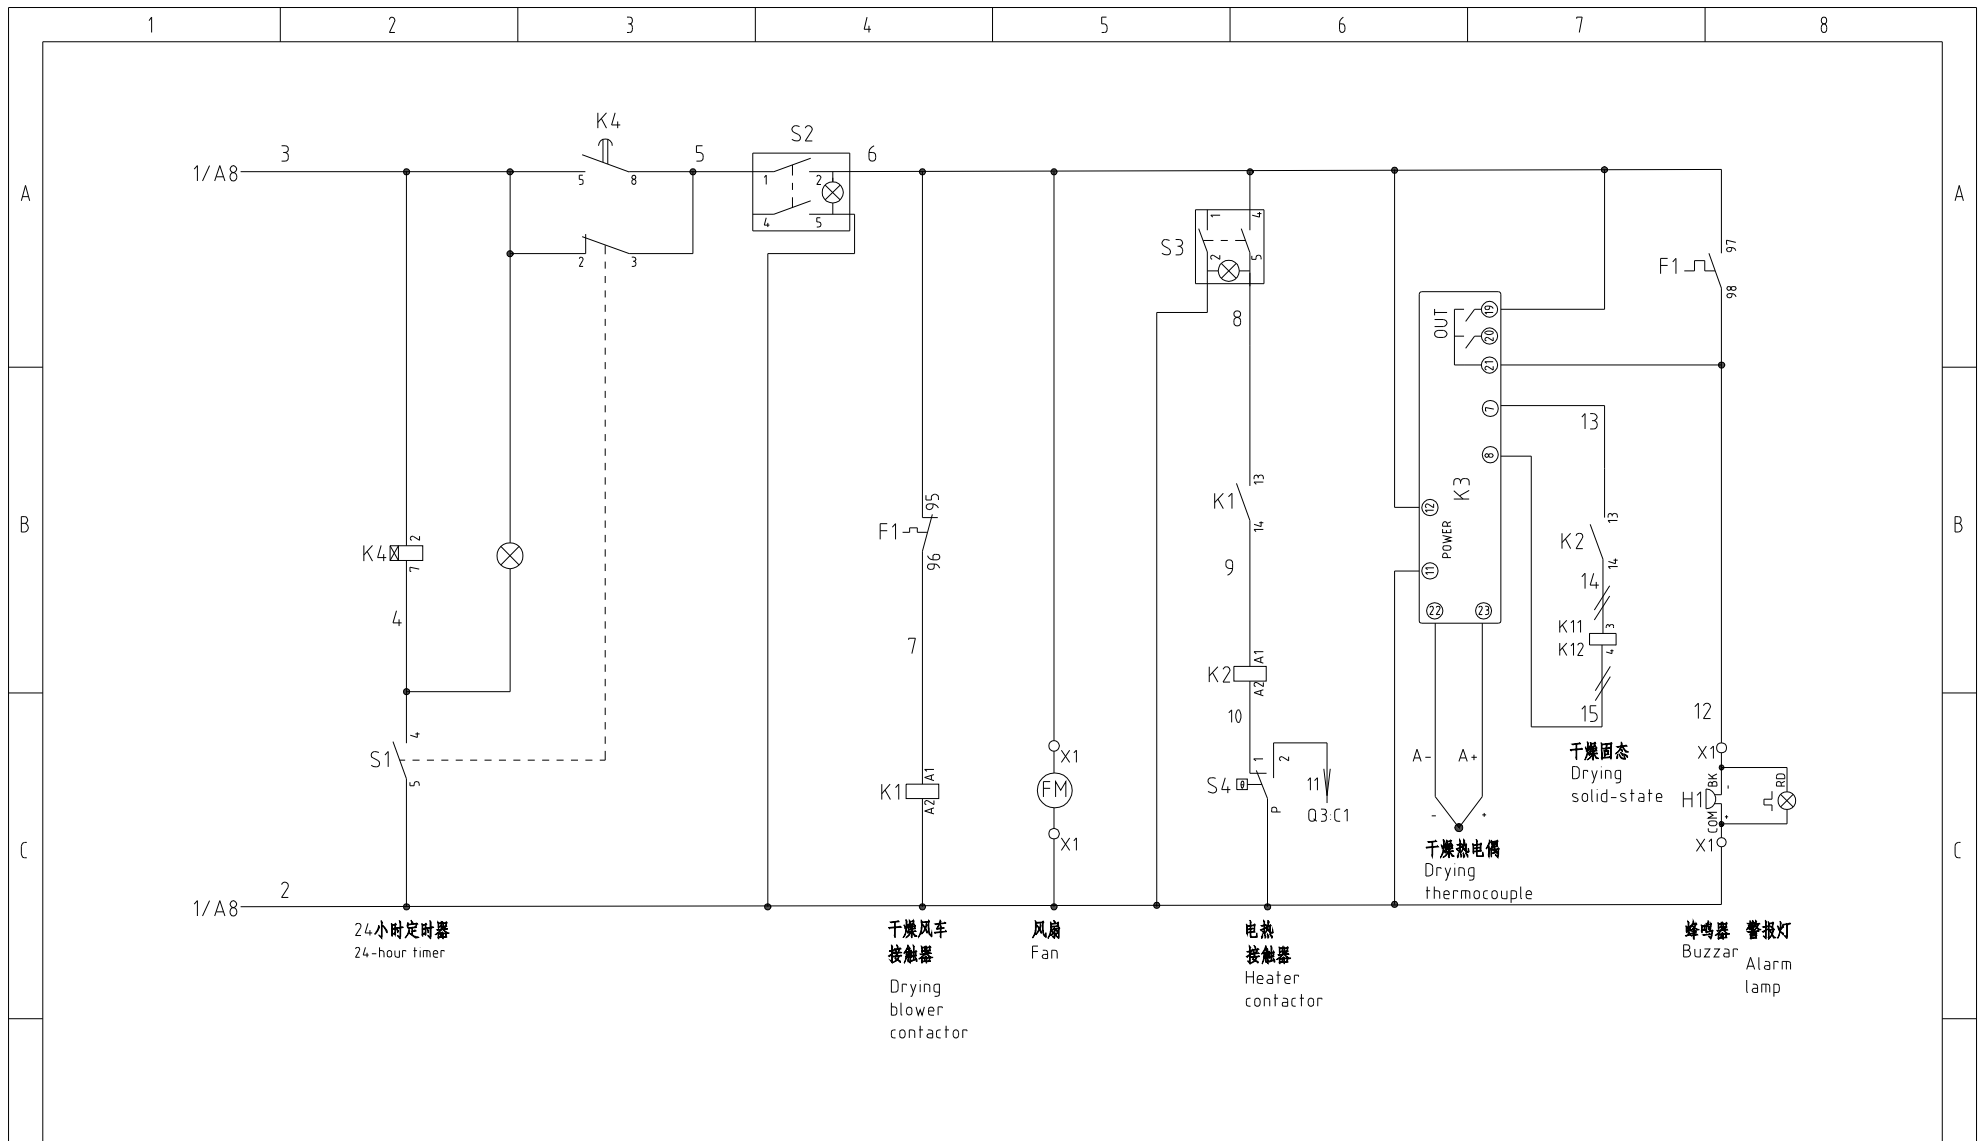 1 2 3 4 5 6 7 8
A
A
K4
S2
3
5
6
1/A8
5
8
1
2
4
5
2
3
1
4
S3
2
5
8
97
F1
98
OUT
19
20
21
7
8
13
K3
12
POWER
11
22
23
B
B
K4
2
7
4
95
F1
96
7
13
K1
14
9
K2
A1
A2
10
13
K2
14
14
K11
K12
3
4
15
12
干燥固态
Drying
solid-state
4
S1
5
K1
A1
A2
X1
FM
X1
1
2
S4
θ
P
11
Q3:C1
A-
A+
-
+
干燥热电偶
Drying
thermocouple
X1
BK
RD
-
H1
COM
+
X1
C
C
2
1/A8
24小时定时器
24-hour timer
干燥风车
接触器
Drying
blower
contactor
风扇
Fan
电热
接触器
Heater
contactor
蜂鸣器 警报灯
Buzzar
Alarm
lamp